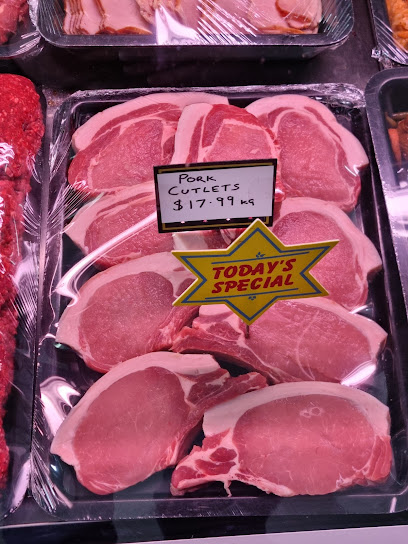 PORK
CUTLETS
$17.99 KG
TODAY'S
SPECIAL